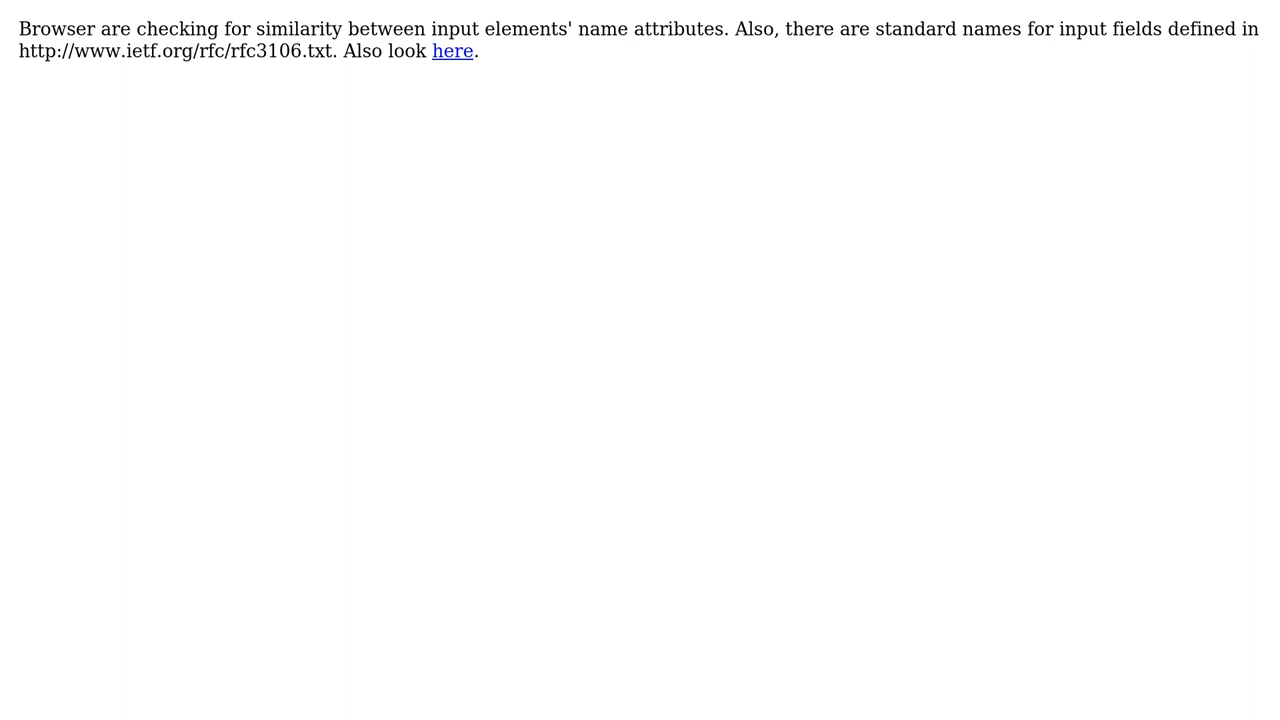 Browser are checking for similarity between input elements' name attributes. Also, there are standard names for input fields defined in
http://www.ietf.org/rfc/rfc3106.txt. Also look here.